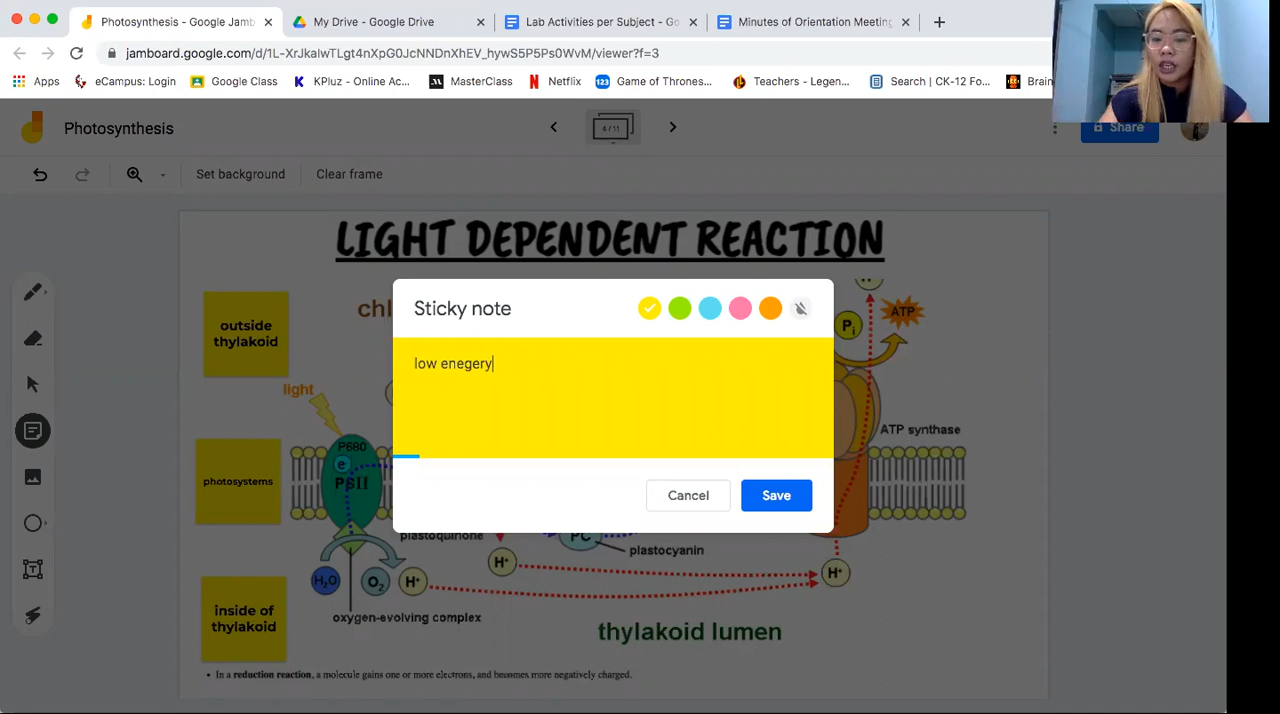 Photosynthesis - Google Jamb
My Drive - Google Drive
Lab Activities per Subject - Go
Minutes of Orientation Meeting
jamboard.google.com/d/1L-XrJkalwTLgt4nXpG0JcNNDnXhEV_hywS5P5Ps0WvM/viewer?f=3
Apps
eCampus: Login
Google Class
KPluz - Online Ac...
MasterClass
Netflix
Game of Thrones...
Teachers - Legen...
Search | CK-12 Fo...
Brain
Photosynthesis
4 / 11
Share
Set background
Clear frame
LIGHT DEPENDENT REACTION
Sticky note
low enegery
Cancel
Save
outside
thylakoid
chl
light
P680
e
PSII
photosystems
Pi
ATP
ATP synthase
plastoquinone
PC
plastocyanin
H₂O
O₂
H⁺
H⁺
H⁺
inside of
thylakoid
oxygen-evolving complex
thylakoid lumen
• In a reduction reaction, a molecule gains one or more electrons, and becomes more negatively charged.